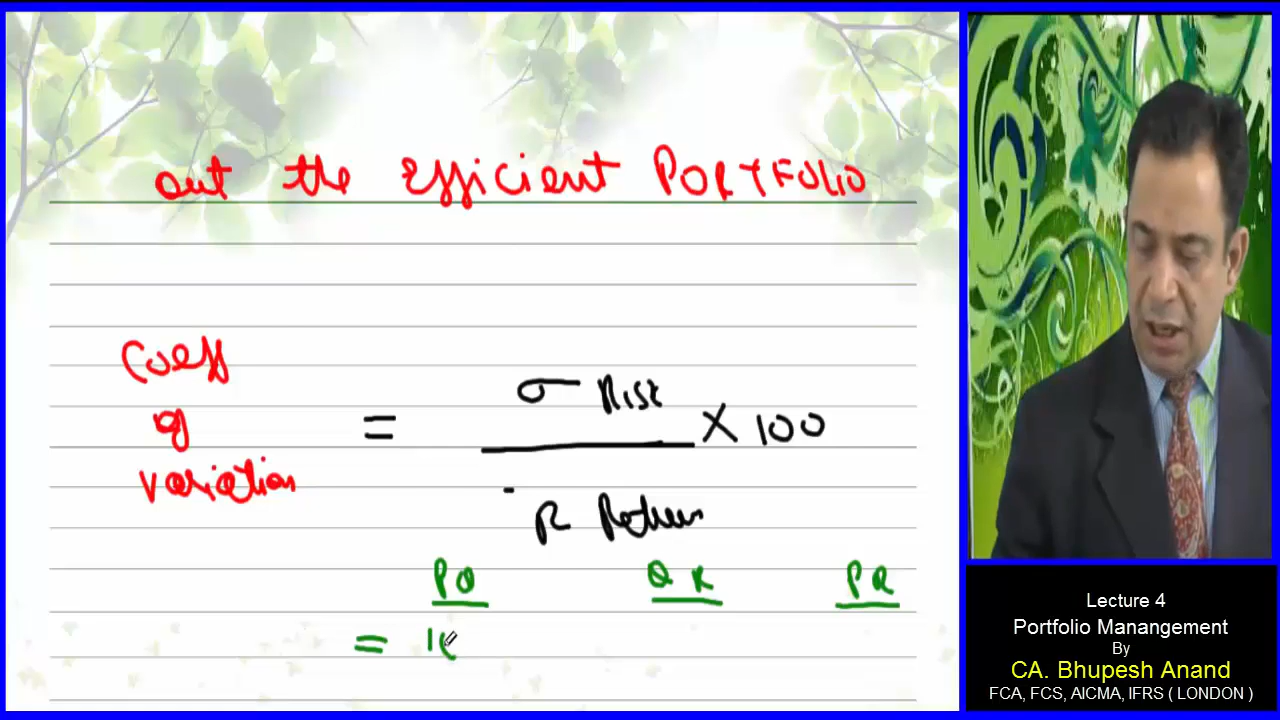 out the Efficient PORTFOLIO
Coeff
of
variation
= σ Risk
× 100
R Return
PQ QR PR
=
Lecture 4
Portfolio Manangement
By
CA. Bhupesh Anand
FCA, FCS, AICMA, IFRS ( LONDON )